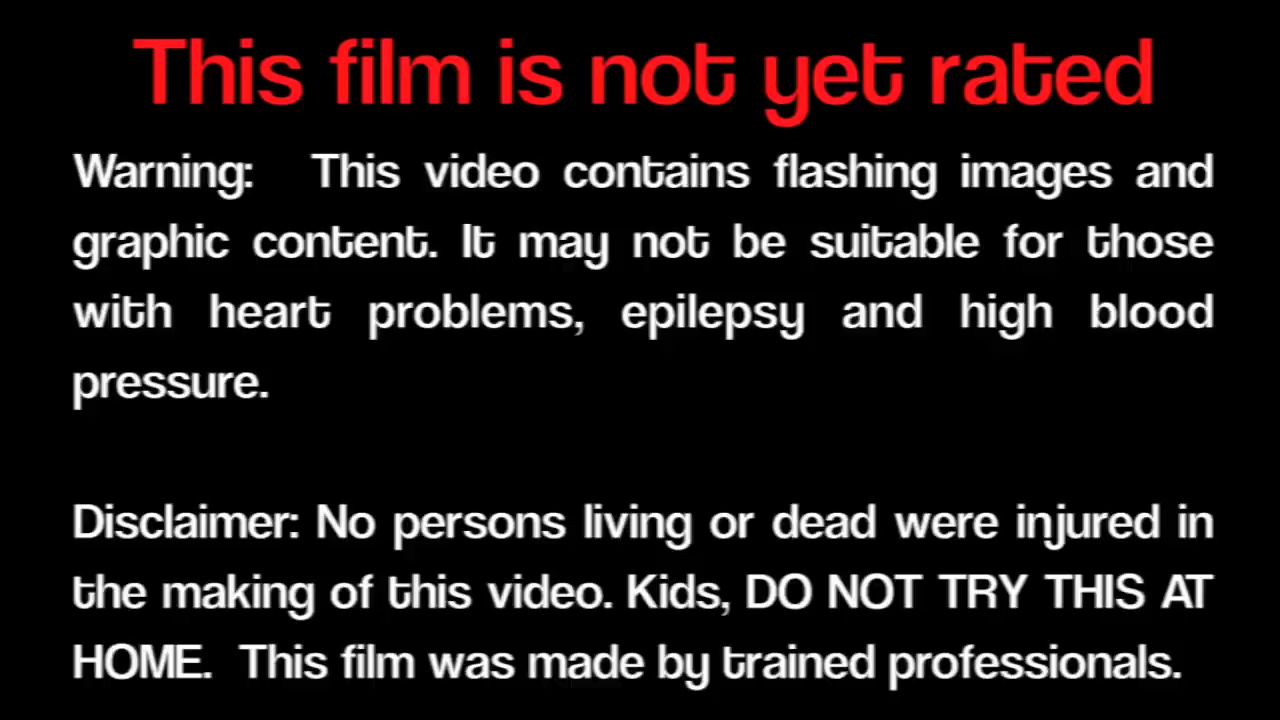 This film is not yet rated
Warning: This video contains flashing images and
graphic content. It may not be suitable for those
with heart problems, epilepsy and high blood
pressure.
Disclaimer: No persons living or dead were injured in
the making of this video. Kids, DO NOT TRY THIS AT
HOME. This film was made by trained professionals.